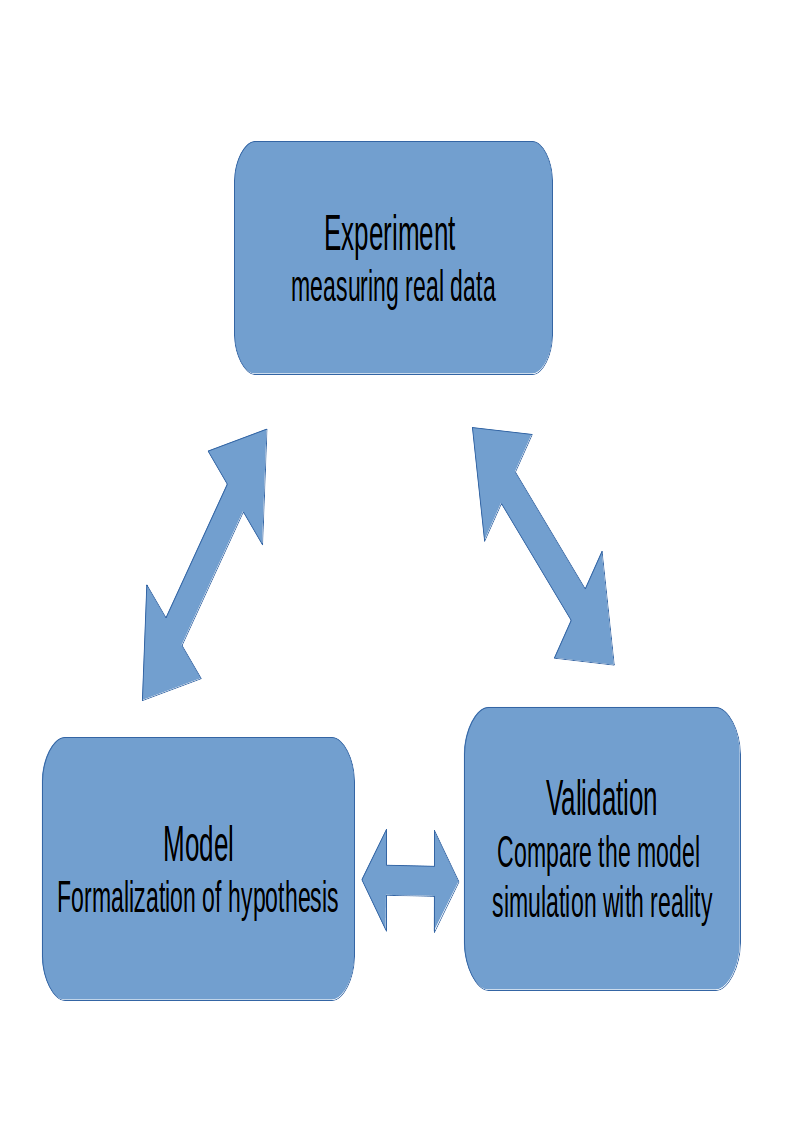 Experiment
measuring real data
Model
Formalization of hypothesis
Validation
Compare the model
simulation with reality